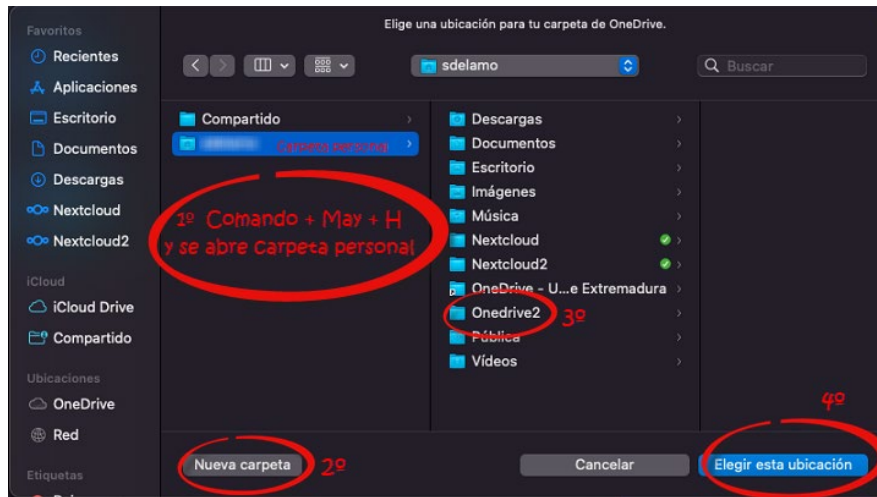 Elige una ubicación para tu carpeta de OneDrive.
Favoritos
Recientes
Aplicaciones
Escritorio
Documentos
Descargas
Nextcloud
Nextcloud2
iCloud
iCloud Drive
Compartido
Ubicaciones
OneDrive
Red
Etiquetas
sdelamo
Buscar
Compartido
Carpeta personal
1º Comando + May + H
y se abre carpeta personal
Descargas
Documentos
Escritorio
Imágenes
Música
Nextcloud
Nextcloud2
OneDrive - U...e Extremadura
Onedrive2
3º
Pública
Vídeos
4º
Nueva carpeta
2º
Cancelar
Elegir esta ubicación